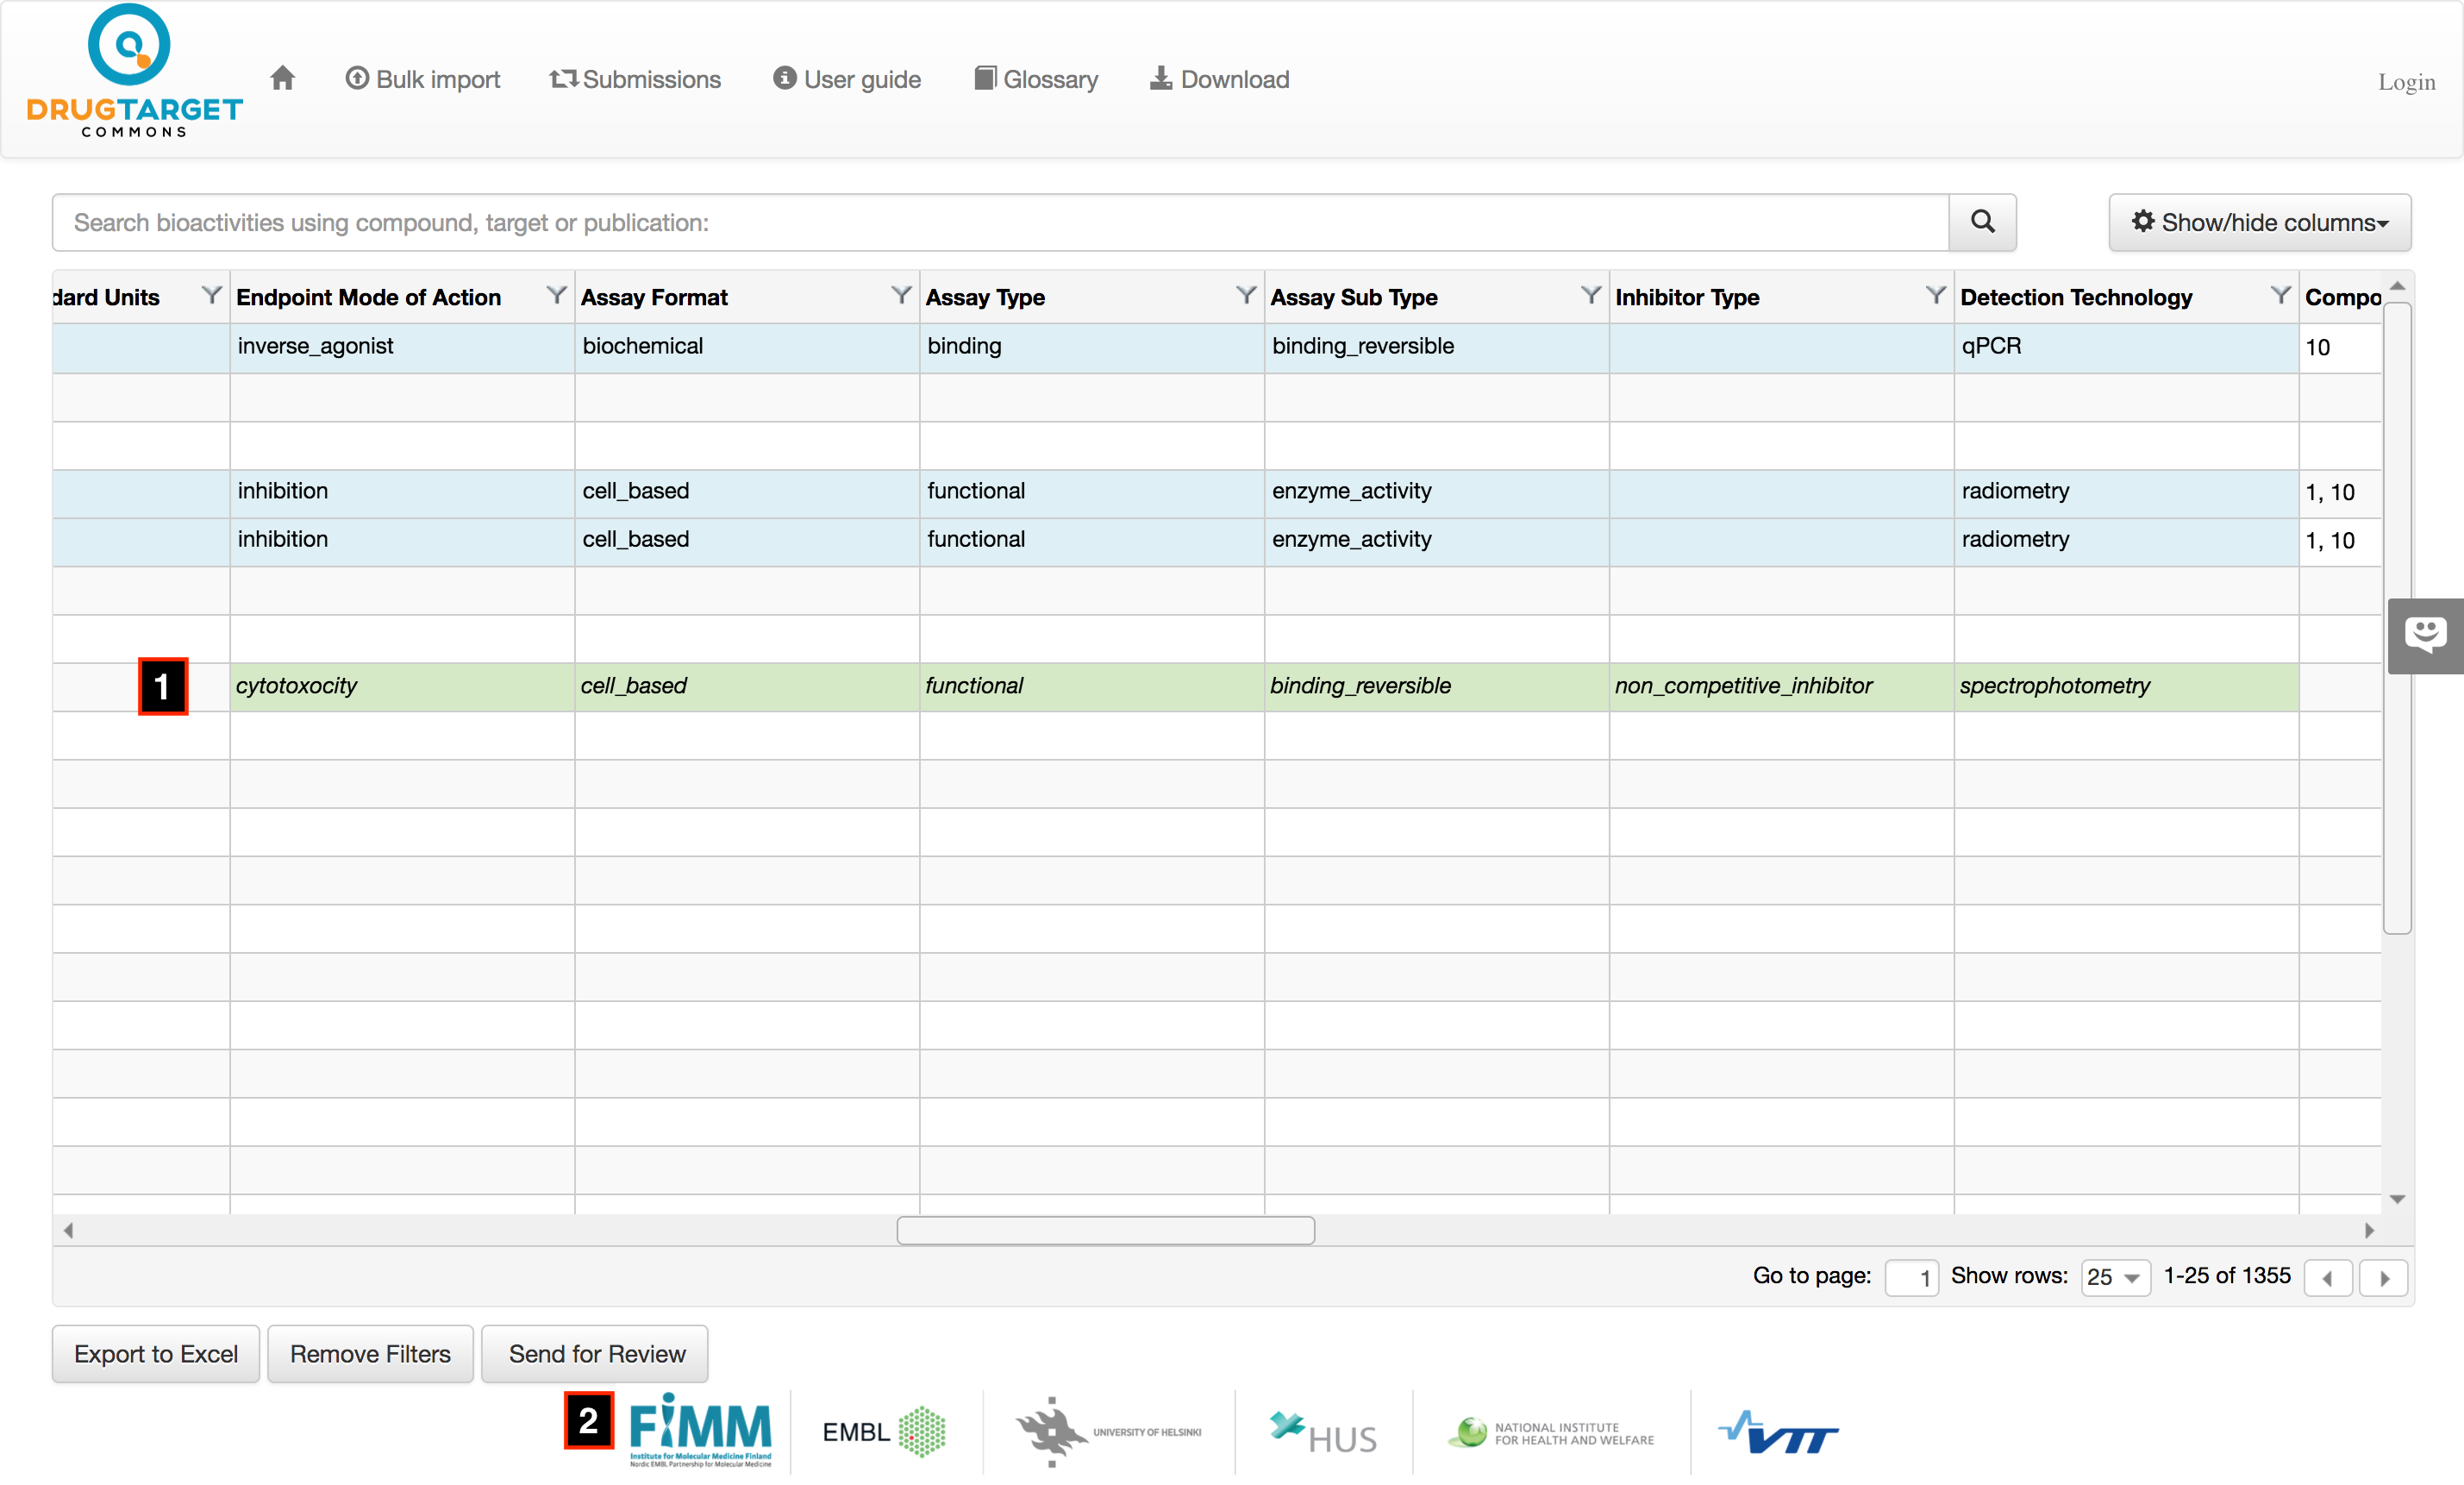 DRUGTARGET
COMMONS
Bulk import Submissions User guide Glossary Download Login
Search bioactivities using compound, target or publication: Show/hide columns
dard Units Endpoint Mode of Action Assay Format Assay Type Assay Sub Type Inhibitor Type Detection Technology Compo
inverse_agonist biochemical binding binding_reversible qPCR 10
inhibition cell_based functional enzyme_activity radiometry 1, 10
inhibition cell_based functional enzyme_activity radiometry 1, 10
1 cytotoxocity cell_based functional binding_reversible non_competitive_inhibitor spectrophotometry
Go to page: 1 Show rows: 25 1-25 of 1355
Export to Excel Remove Filters Send for Review
2 FiMM
Institute for Molecular Medicine Finland
Nordic EMBL Partnership for Molecular Medicine
EMBL
UNIVERSITY OF HELSINKI
HUS
NATIONAL INSTITUTE
FOR HEALTH AND WELFARE
VTT